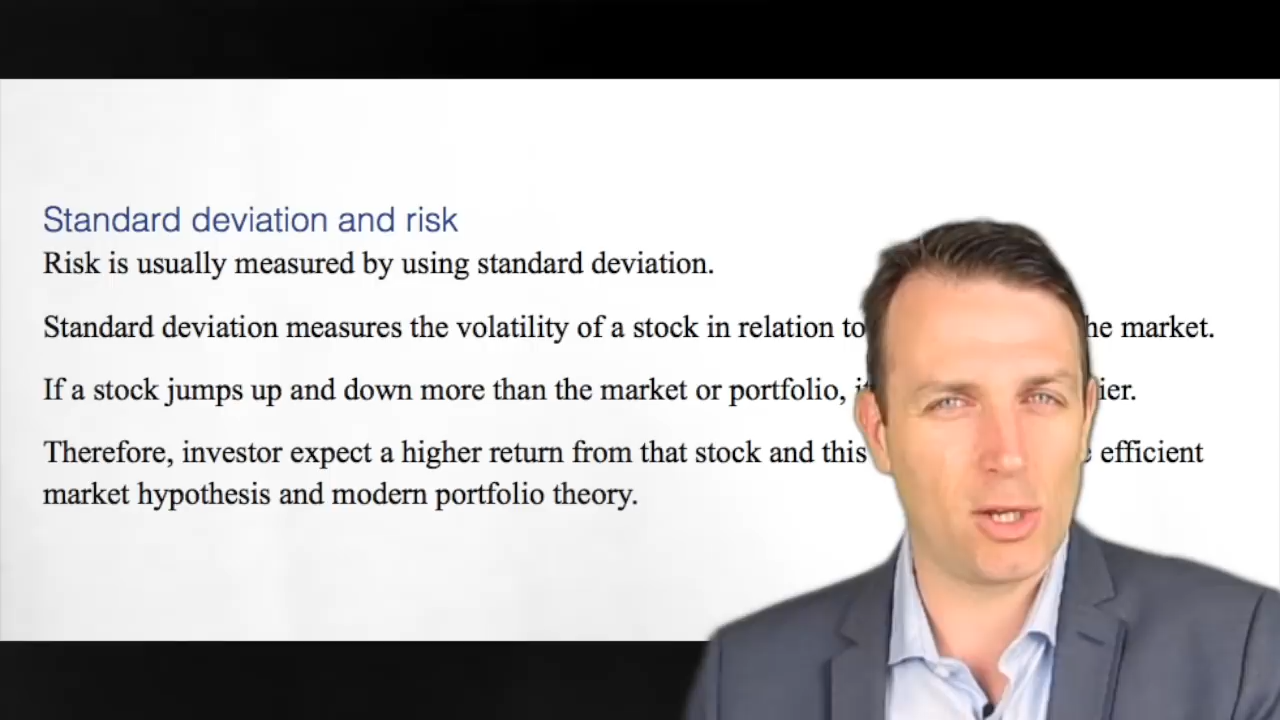 Standard deviation and risk
Risk is usually measured by using standard deviation.
Standard deviation measures the volatility of a stock in relation to the market.
If a stock jumps up and down more than the market or portfolio,
Therefore, investor expect a higher return from that stock and this efficient
market hypothesis and modern portfolio theory.